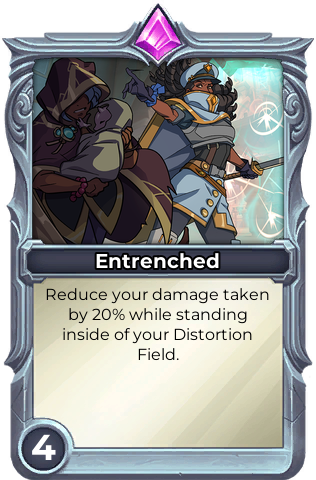 Entrenched
Reduce your damage taken
by 20% while standing
inside of your Distortion
Field.
4